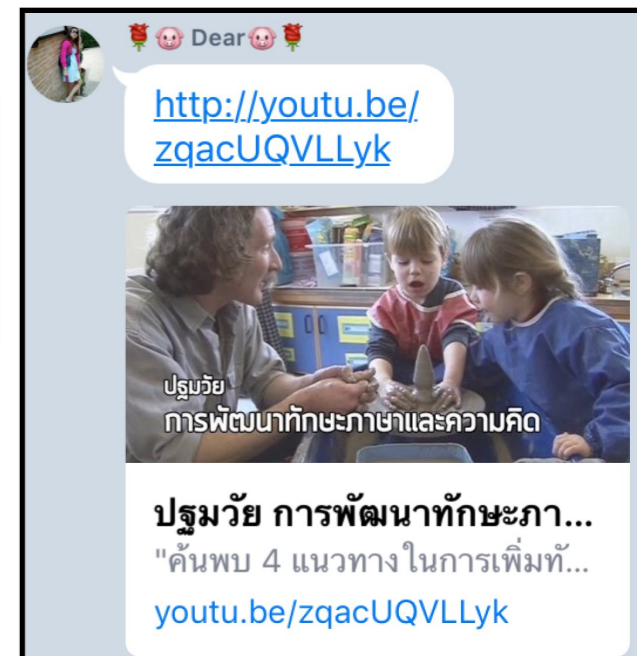 🌹🐷 Dear🐷🌹
http://youtu.be/
zqacUQVLLyk
ปฐมวัย
การพัฒนาทักษะภาษาและความคิด
ปฐมวัย การพัฒนาทักษะภา...
"ค้นพบ 4 แนวทางในการเพิ่มทั...
youtu.be/zqacUQVLLyk